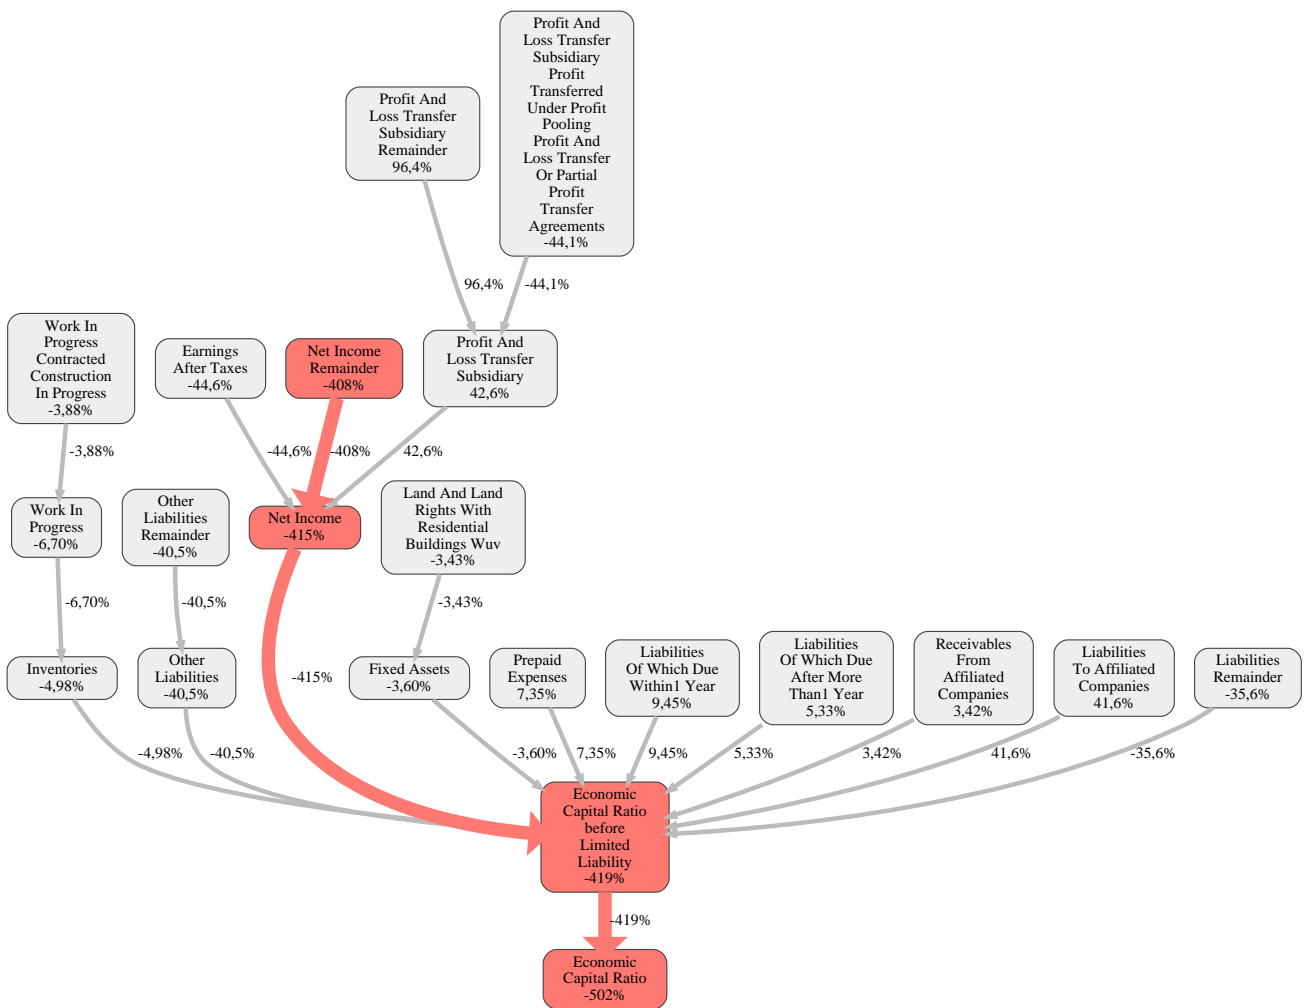 Profit And
Loss Transfer
Subsidiary
Profit
Transferred
Under Profit
Pooling
Profit And
Loss Transfer
Or Partial
Profit
Transfer
Agreements
-44,1%
Profit And
Loss Transfer
Subsidiary
Remainder
96,4%
96,4%
-44,1%
Work In
Progress
Contracted
Construction
In Progress
-3,88%
Earnings
After Taxes
-44,6%
Net Income
Remainder
-408%
Profit And
Loss Transfer
Subsidiary
42,6%
-3,88%
-44,6%
-408%
42,6%
Work In
Progress
-6,70%
Other
Liabilities
Remainder
-40,5%
Net Income
-415%
Land And Land
Rights With
Residential
Buildings Wuv
-3,43%
-6,70%
-40,5%
-3,43%
Inventories
-4,98%
Other
Liabilities
-40,5%
-415%
Fixed Assets
-3,60%
Prepaid
Expenses
7,35%
Liabilities
Of Which Due
Within1 Year
9,45%
Liabilities
Of Which Due
After More
Than1 Year
5,33%
Receivables
From
Affiliated
Companies
3,42%
Liabilities
To Affiliated
Companies
41,6%
Liabilities
Remainder
-35,6%
-4,98%
-40,5%
-3,60%
7,35%
9,45%
5,33%
3,42%
41,6%
-35,6%
Economic
Capital Ratio
before
Limited
Liability
-419%
-419%
Economic
Capital Ratio
-502%